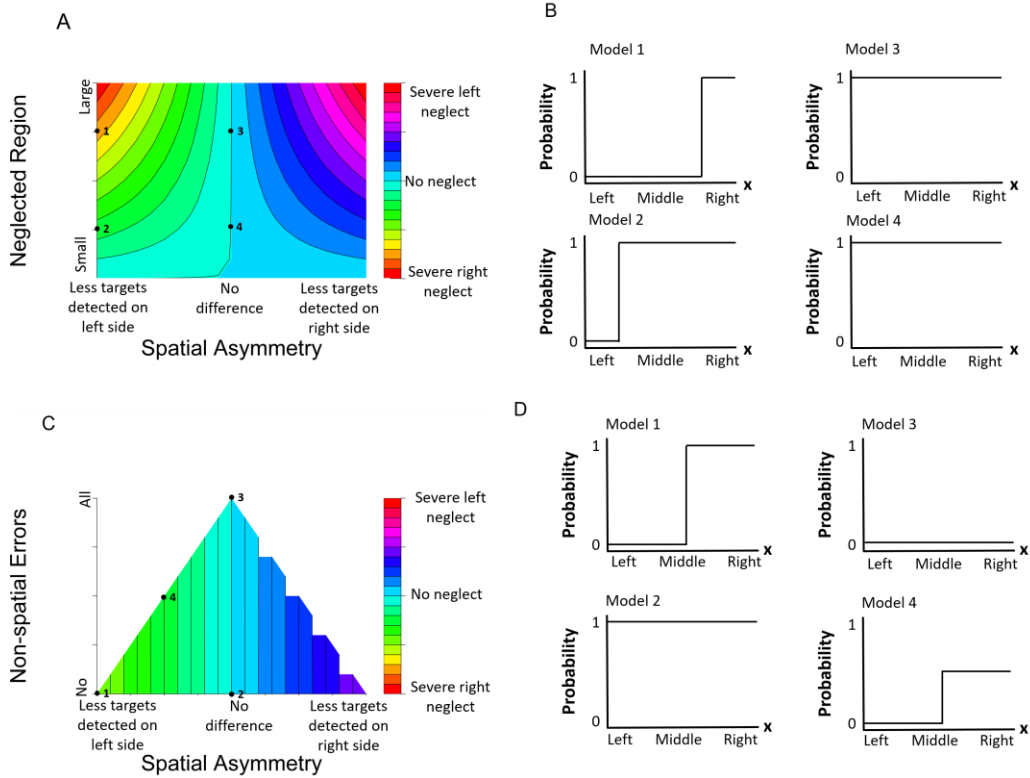 A
Neglected Region
Large
Small
1
2
3
4
Less targets
detected on
left side
No
difference
Less targets
detected on
right side
Spatial Asymmetry
Severe left
neglect
No neglect
Severe right
neglect
B
Model 1
Probability
1
0
Left Middle Right x
Model 2
Probability
1
0
Left Middle Right x
Model 3
Probability
1
0
Left Middle Right x
Model 4
Probability
1
0
Left Middle Right x
C
Non-spatial Errors
All
No
3
4
1
2
Less targets
detected on
left side
No
difference
Less targets
detected on
right side
Spatial Asymmetry
Severe left
neglect
No neglect
Severe right
neglect
D
Model 1
Probability
1
0
Left Middle Right x
Model 2
Probability
1
0
Left Middle Right x
Model 3
Probability
1
0
Left Middle Right x
Model 4
Probability
1
0
Left Middle Right x